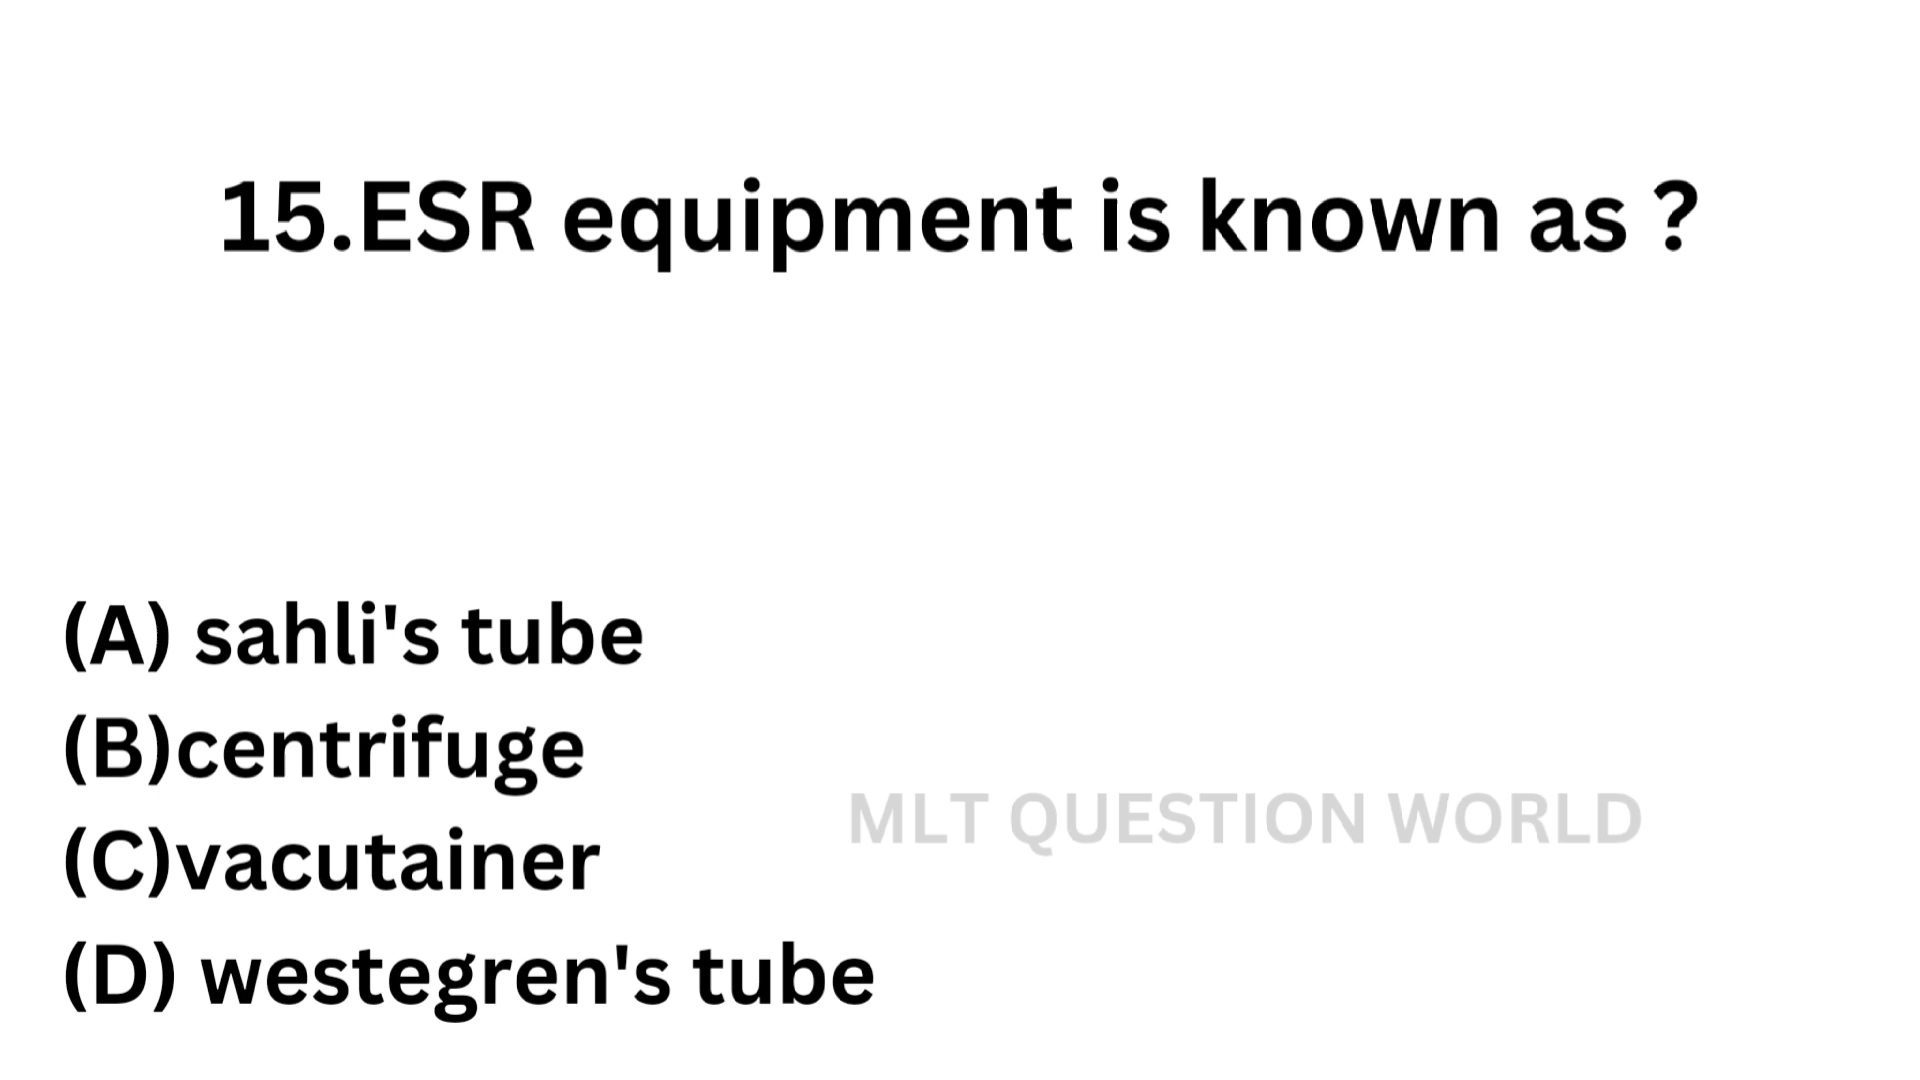 15.ESR equipment is known as ?
(A) sahli's tube
(B)centrifuge
MLT QUESTION WORLD
(C)vacutainer
(D) westegren's tube